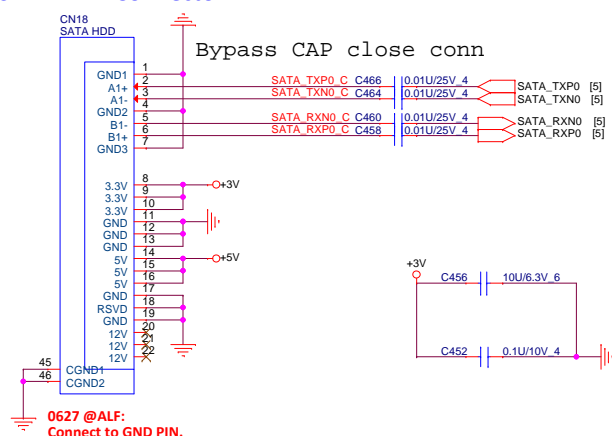 CN18
SATA HDD
Bypass CAP close conn
GND1 1
A1+ 2 SATA_TXP0_C C466 0.01U/25V_4 SATA_TXP0 [5]
A1- 3 SATA_TXN0_C C464 0.01U/25V_4 SATA_TXN0 [5]
GND2 4
B1- 5 SATA_RXN0_C C460 0.01U/25V_4 SATA_RXN0 [5]
B1+ 6 SATA_RXP0_C C458 0.01U/25V_4 SATA_RXP0 [5]
GND3 7
3.3V 8 +3V
3.3V 9
3.3V 10
GND 11
GND 12
GND 13
5V 14 +5V
5V 15
5V 16
GND 17
RSVD 18
GND 19
12V 20
12V 21
12V 22
+3V
C456 10U/6.3V_6
C452 0.1U/10V_4
45 CGND1
46 CGND2
0627 @ALF:
Connect to GND PIN.